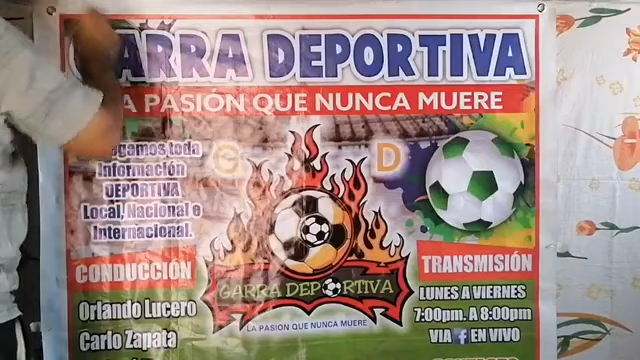 GARRA DEPORTIVA
LA PASIÓN QUE NUNCA MUERE
toda
Información
DEPORTIVA
Local, Nacional e
Internacional.
G
D
GARRA DEPORTIVA
LA PASION QUE NUNCA MUERE
CONDUCCIÓN
Orlando Lucero
Carlo Zapata
TRANSMISIÓN
LUNES A VIERNES
7:00pm. A 8:00pm
VIA f EN VIVO